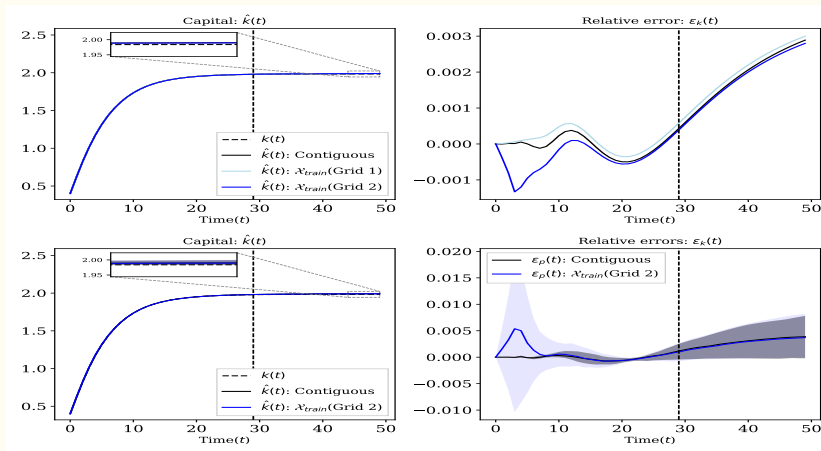 Capital: k̂(t)
2.5
2.0
1.5
1.0
0.5
2.00
1.95
k(t)
k̂(t): Contiguous
k̂(t): 𝒳train(Grid 1)
k̂(t): 𝒳train(Grid 2)
0 10 20 30 40 50
Time(t)
Relative error: εk(t)
0.003
0.002
0.001
0.000
−0.001
0 10 20 30 40 50
Time(t)
Capital: k̂(t)
2.5
2.0
1.5
1.0
0.5
2.00
1.95
k(t)
k̂(t): Contiguous
k̂(t): 𝒳train(Grid 2)
0 10 20 30 40 50
Time(t)
Relative errors: εk(t)
0.020
0.015
0.010
0.005
0.000
−0.005
−0.010
εp(t): Contiguous
εp(t): 𝒳train(Grid 2)
0 10 20 30 40 50
Time(t)